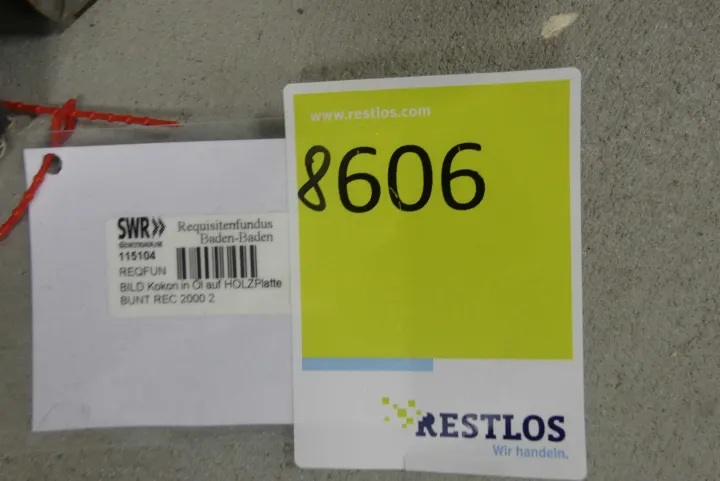 SWR»
Requisitenfundus
Baden-Baden
115104
REQFUN
BILD Kokon in Öl auf HOLZPlatte
BUNT REC 2000 2
www.restlos.com
8606
RESTLOS
Wir handeln.